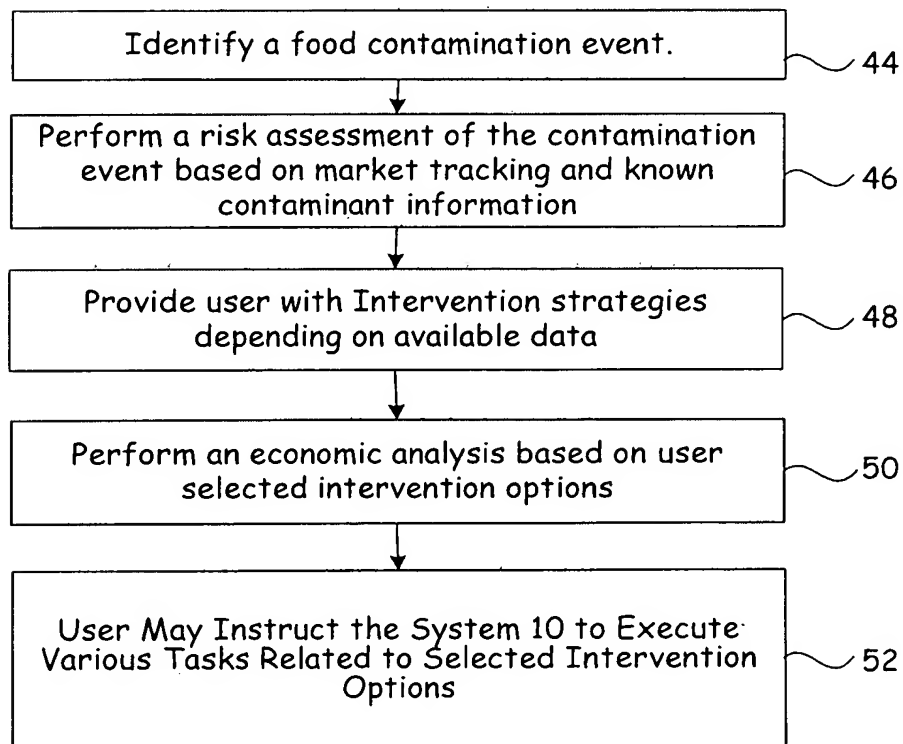 Identify a food contamination event.
44
Perform a risk assessment of the contamination
event based on market tracking and known
contaminant information
46
Provide user with Intervention strategies
depending on available data
48
Perform an economic analysis based on user
selected intervention options
50
User May Instruct the System 10 to Execute
Various Tasks Related to Selected Intervention
Options
52